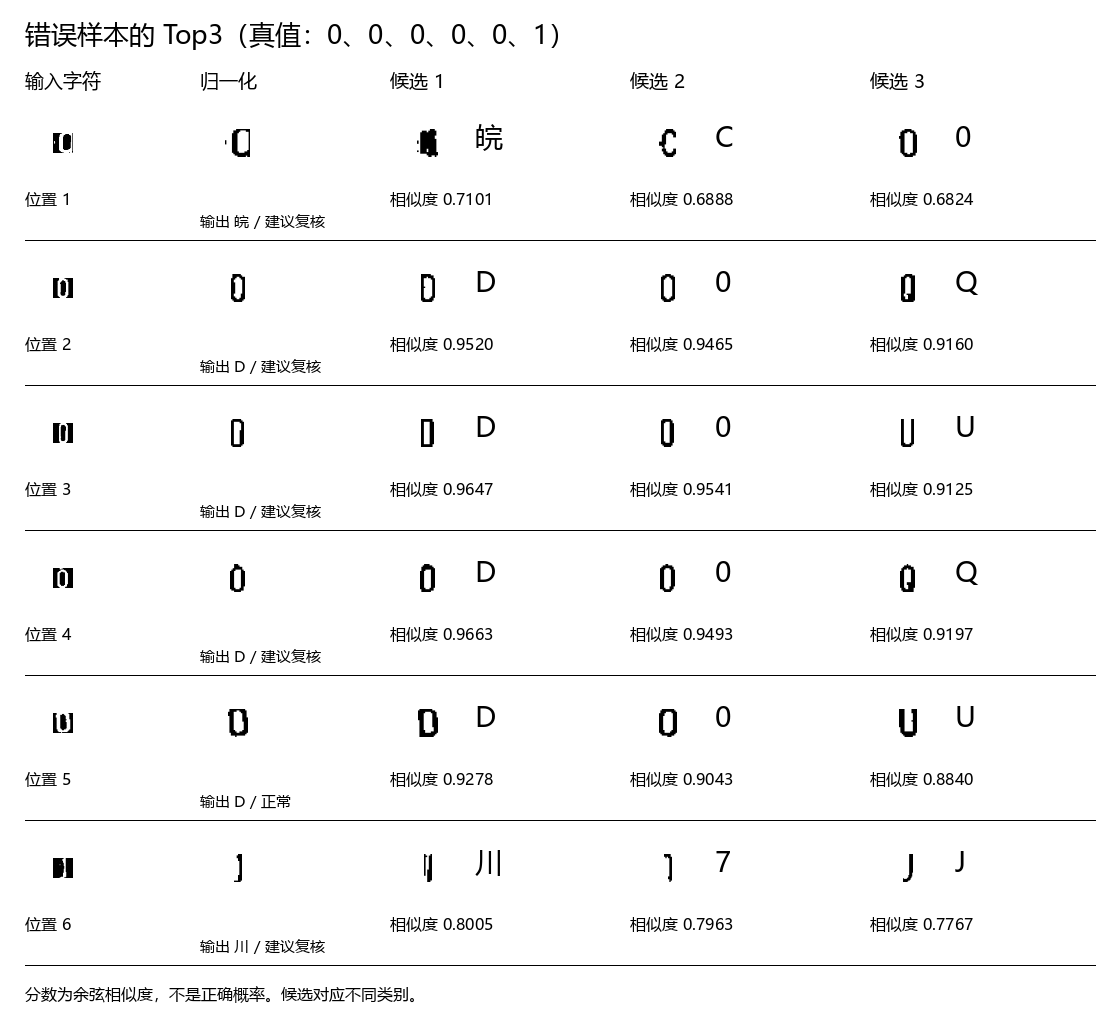 错误样本的 Top3（真值：0、0、0、0、0、1）
输入字符 归一化 候选 1 候选 2 候选 3
皖 C 0
位置 1 相似度 0.7101 相似度 0.6888 相似度 0.6824
输出 皖 / 建议复核
D 0 Q
位置 2 相似度 0.9520 相似度 0.9465 相似度 0.9160
输出 D / 建议复核
D 0 U
位置 3 相似度 0.9647 相似度 0.9541 相似度 0.9125
输出 D / 建议复核
D 0 Q
位置 4 相似度 0.9663 相似度 0.9493 相似度 0.9197
输出 D / 建议复核
D 0 U
位置 5 相似度 0.9278 相似度 0.9043 相似度 0.8840
输出 D / 正常
川 7 J
位置 6 相似度 0.8005 相似度 0.7963 相似度 0.7767
输出 川 / 建议复核
分数为余弦相似度，不是正确概率。候选对应不同类别。